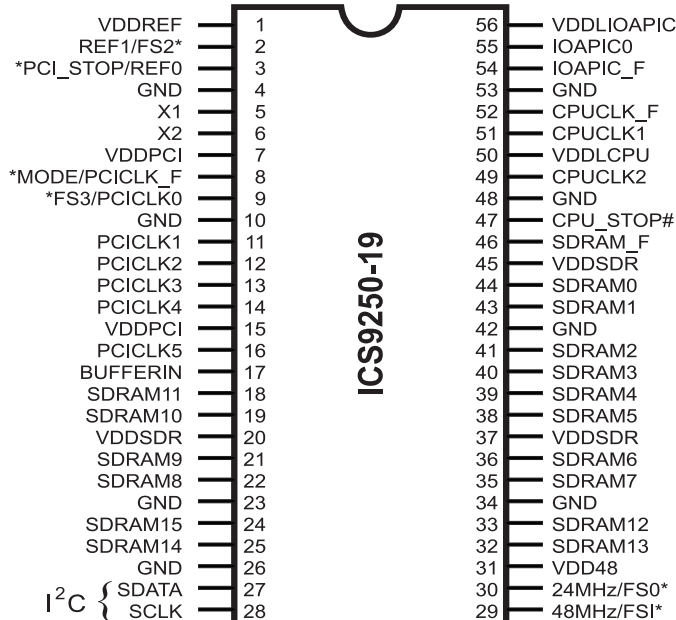 VDDREF 1 56 VDDLIOAPIC
REF1/FS2* 2 55 IOAPIC0
*PCI_STOP/REF0 3 54 IOAPIC_F
GND 4 53 GND
X1 5 52 CPUCLK_F
X2 6 51 CPUCLK1
VDDPCI 7 50 VDDLCPU
*MODE/PCICLK_F 8 49 CPUCLK2
*FS3/PCICLK0 9 48 GND
GND 10 47 CPU_STOP#
PCICLK1 11 46 SDRAM_F
PCICLK2 12 45 VDDSDR
PCICLK3 13 44 SDRAM0
PCICLK4 14 43 SDRAM1
VDDPCI 15 42 GND
PCICLK5 16 41 SDRAM2
BUFFERIN 17 40 SDRAM3
SDRAM11 18 39 SDRAM4
SDRAM10 19 38 SDRAM5
VDDSDR 20 37 VDDSDR
SDRAM9 21 36 SDRAM6
SDRAM8 22 35 SDRAM7
GND 23 34 GND
SDRAM15 24 33 SDRAM12
SDRAM14 25 32 SDRAM13
GND 26 31 VDD48
SDATA 27 30 24MHz/FS0*
I²C {
SCLK 28 29 48MHz/FSI*
ICS9250-19